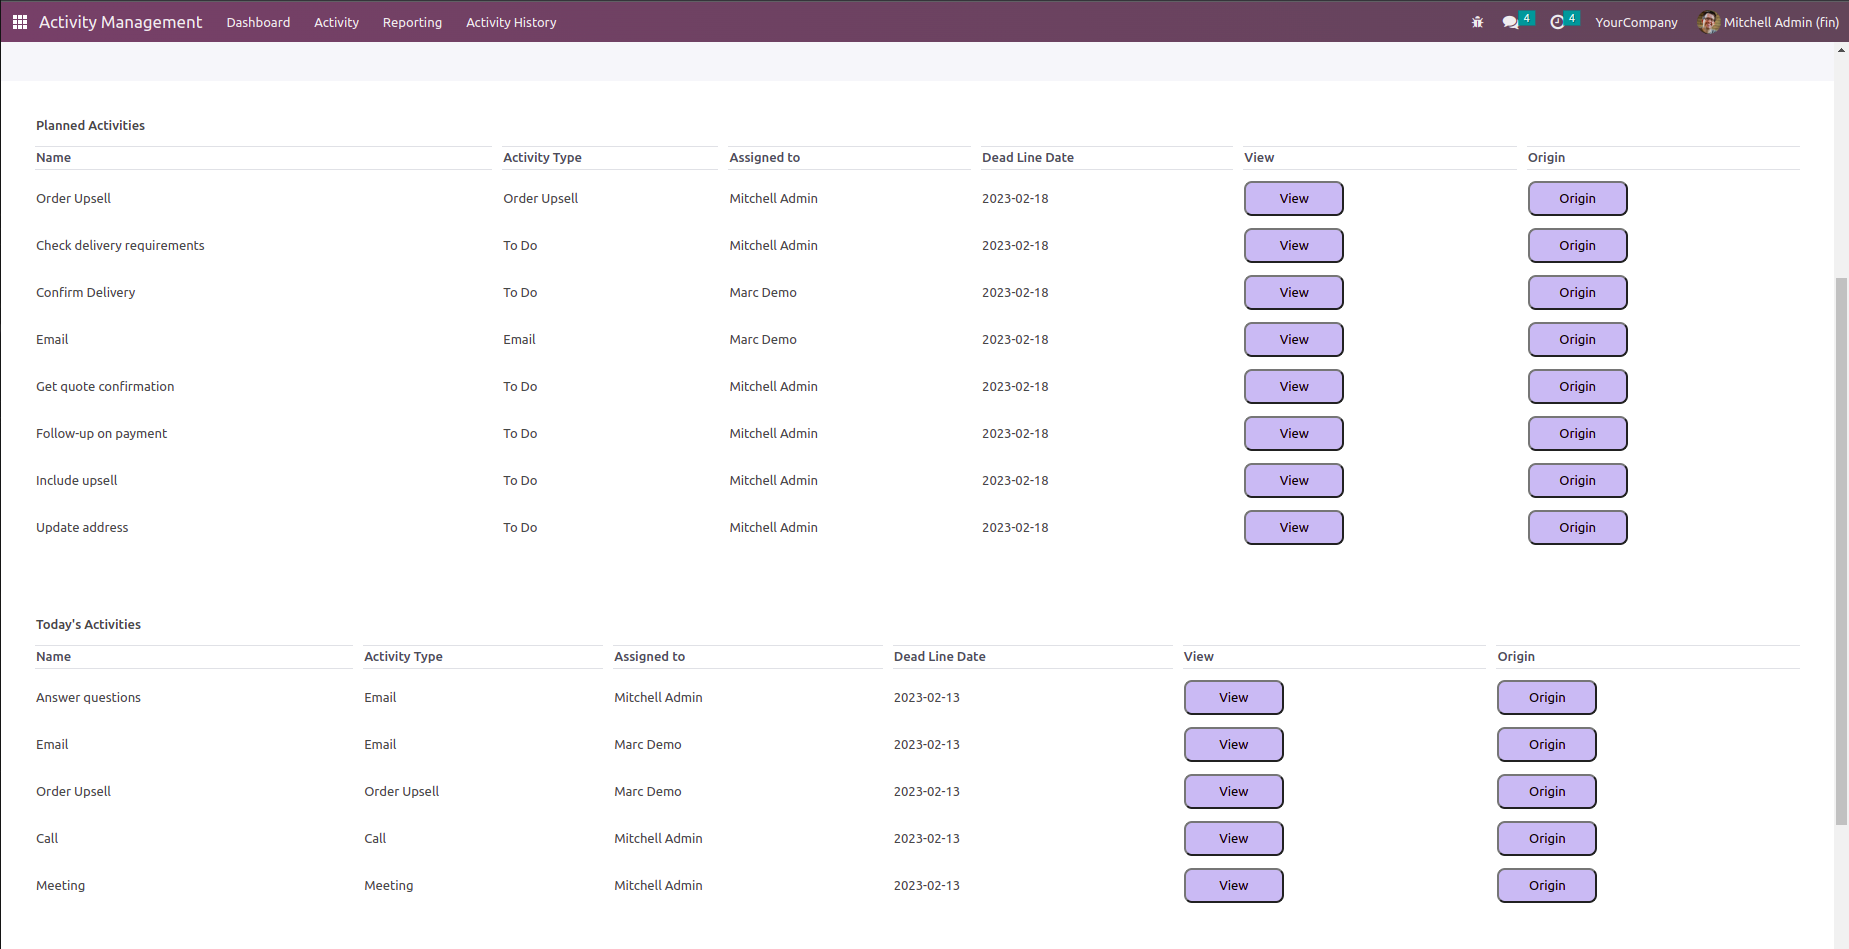 Activity Management Dashboard Activity Reporting Activity History 4 4 YourCompany Mitchell Admin (fin)
Planned Activities
Name Activity Type Assigned to Dead Line Date View Origin
Order Upsell Order Upsell Mitchell Admin 2023-02-18 View Origin
Check delivery requirements To Do Mitchell Admin 2023-02-18 View Origin
Confirm Delivery To Do Marc Demo 2023-02-18 View Origin
Email Email Marc Demo 2023-02-18 View Origin
Get quote confirmation To Do Mitchell Admin 2023-02-18 View Origin
Follow-up on payment To Do Mitchell Admin 2023-02-18 View Origin
Include upsell To Do Mitchell Admin 2023-02-18 View Origin
Update address To Do Mitchell Admin 2023-02-18 View Origin
Today's Activities
Name Activity Type Assigned to Dead Line Date View Origin
Answer questions Email Mitchell Admin 2023-02-13 View Origin
Email Email Marc Demo 2023-02-13 View Origin
Order Upsell Order Upsell Marc Demo 2023-02-13 View Origin
Call Call Mitchell Admin 2023-02-13 View Origin
Meeting Meeting Mitchell Admin 2023-02-13 View Origin